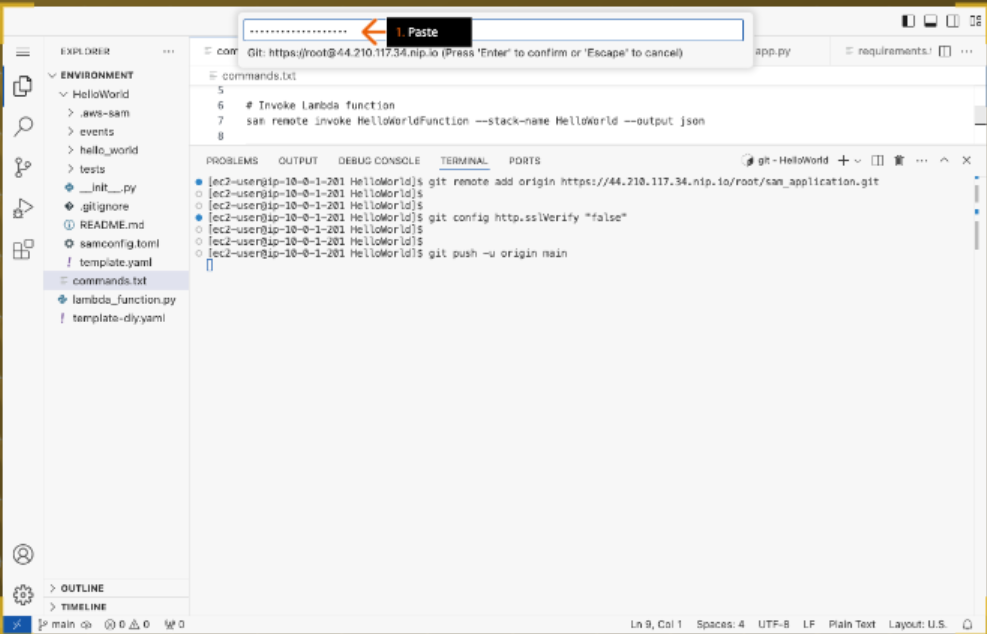 ••••••••••••••••••
1. Paste
Git: https://root@44.210.117.34.nip.io (Press 'Enter' to confirm or 'Escape' to cancel)
EXPLORER
···
com
app.py
requirements.t
···
ENVIRONMENT
HelloWorld
.aws-sam
events
hello_world
tests
__init__.py
.gitignore
README.md
samconfig.toml
! template.yaml
commands.txt
lambda_function.py
! template-diy.yaml
OUTLINE
TIMELINE
commands.txt
5
6 # Invoke Lambda function
7 sam remote invoke HelloWorldFunction --stack-name HelloWorld --output json
8
PROBLEMS OUTPUT DEBUG CONSOLE TERMINAL PORTS
git - HelloWorld
[ec2-user@ip-10-0-1-201 HelloWorld]$ git remote add origin https://44.210.117.34.nip.io/root/sam_application.git
[ec2-user@ip-10-0-1-201 HelloWorld]$
[ec2-user@ip-10-0-1-201 HelloWorld]$
[ec2-user@ip-10-0-1-201 HelloWorld]$ git config http.sslVerify "false"
[ec2-user@ip-10-0-1-201 HelloWorld]$
[ec2-user@ip-10-0-1-201 HelloWorld]$
[ec2-user@ip-10-0-1-201 HelloWorld]$ git push -u origin main
main 0 0 0
Ln 9, Col 1 Spaces: 4 UTF-8 LF Plain Text Layout: U.S.